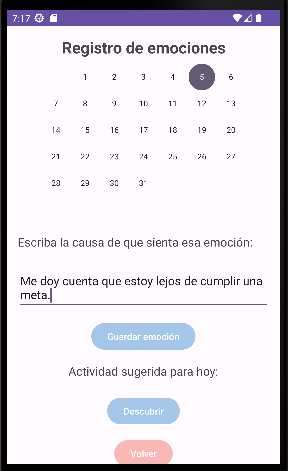 7:17
Registro de emociones
1 2 3 4 5 6
7 8 9 10 11 12 13
14 15 16 17 18 19 20
21 22 23 24 25 26 27
28 29 30 31
Escriba la causa de que sienta esa emoción:
Me doy cuenta que estoy lejos de cumplir una
meta.
Guardar emoción
Actividad sugerida para hoy:
Descubrir
Volver